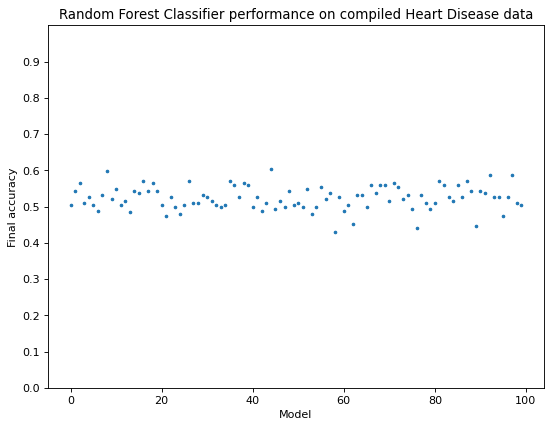 Random Forest Classifier performance on compiled Heart Disease data
0.9
0.8
0.7
0.6
0.5
0.4
0.3
0.2
0.1
0.0
Final accuracy
0 20 40 60 80 100
Model